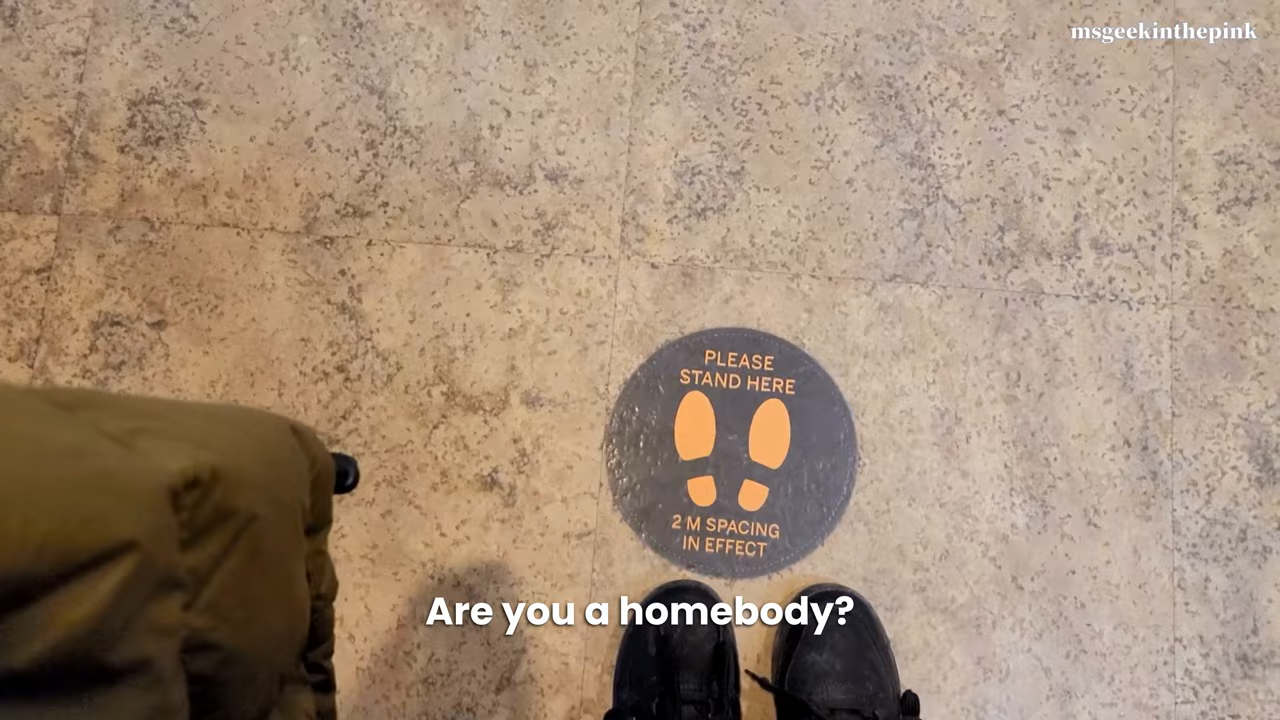 msgeekinthepink
PLEASE
STAND HERE
2 M SPACING
IN EFFECT
Are you a homebody?